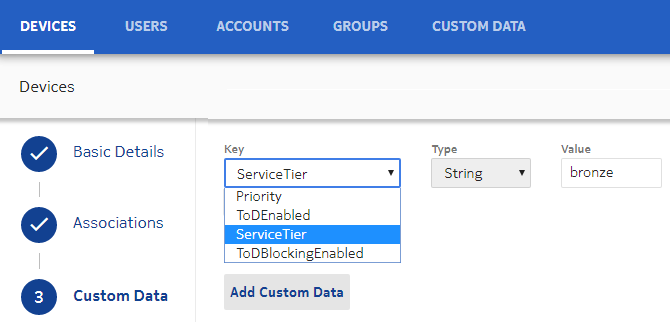 DEVICES USERS ACCOUNTS GROUPS CUSTOM DATA
Devices
Basic Details
Associations
3 Custom Data
Key Type Value
ServiceTier String bronze
Priority
ToDEnabled
ServiceTier
ToDBlockingEnabled
Add Custom Data